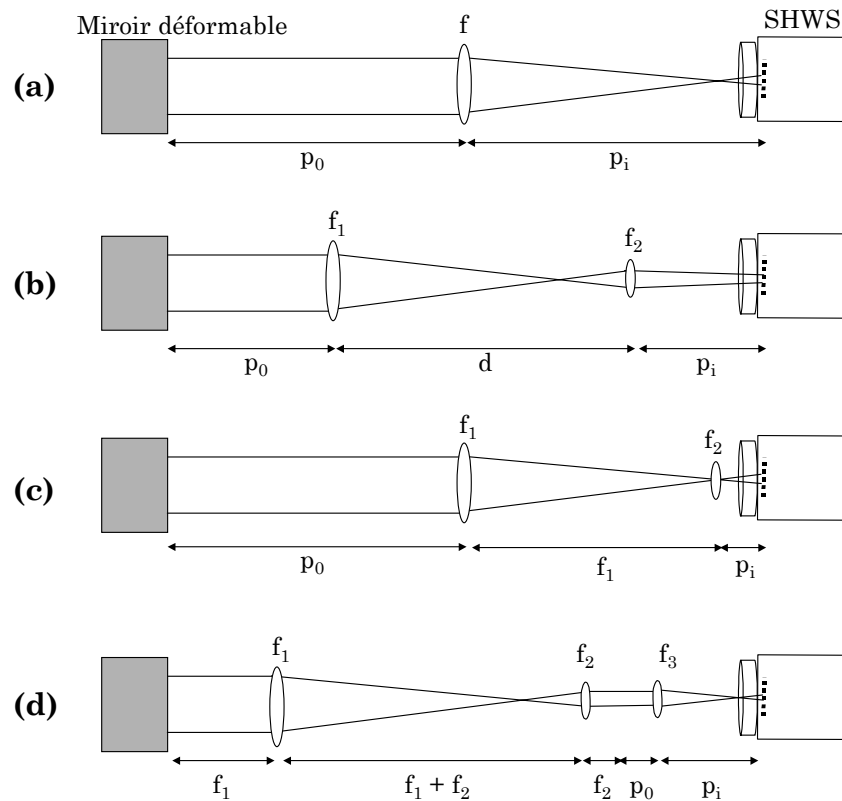 Miroir déformable f SHWS
(a)
p₀ pᵢ
f₁ f₂
(b)
p₀ d pᵢ
f₁ f₂
(c)
p₀ f₁ pᵢ
f₁ f₂ f₃
(d)
f₁ f₁ + f₂ f₂ p₀ pᵢ